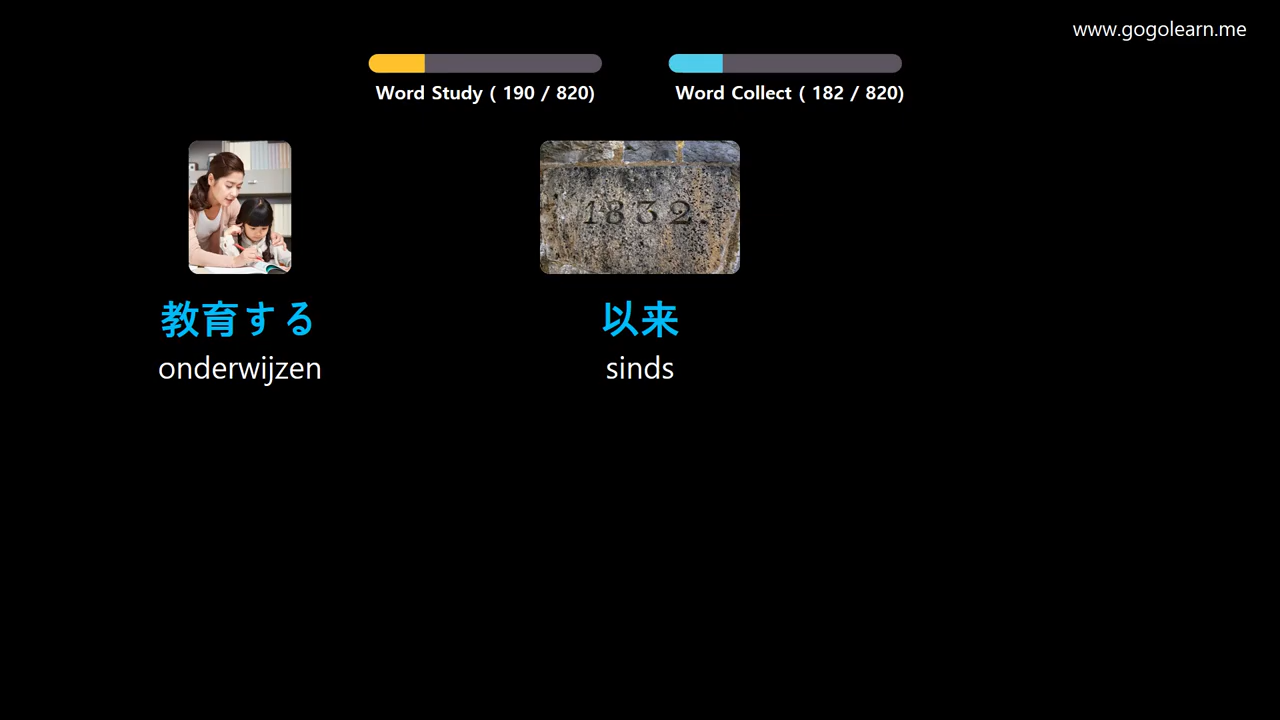 www.gogolearn.me
Word Study ( 190 / 820)
Word Collect ( 182 / 820)
1832.
教育する
以来
onderwijzen
sinds